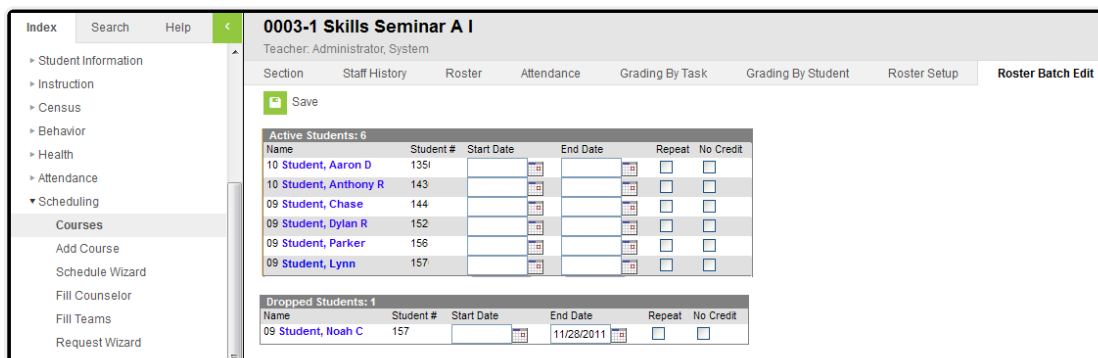 Index Search Help <
Student Information
Instruction
Census
Behavior
Health
Attendance
Scheduling
Courses
Add Course
Schedule Wizard
Fill Counselor
Fill Teams
Request Wizard
0003-1 Skills Seminar A I
Teacher: Administrator, System
Section Staff History Roster Attendance Grading By Task Grading By Student Roster Setup Roster Batch Edit
Save
Active Students: 6
Name Student # Start Date End Date Repeat No Credit
10 Student, Aaron D 135
10 Student, Anthony R 143
09 Student, Chase 144
09 Student, Dylan R 152
09 Student, Parker 156
09 Student, Lynn 157
Dropped Students: 1
Name Student # Start Date End Date Repeat No Credit
09 Student, Noah C 157 11/28/2011